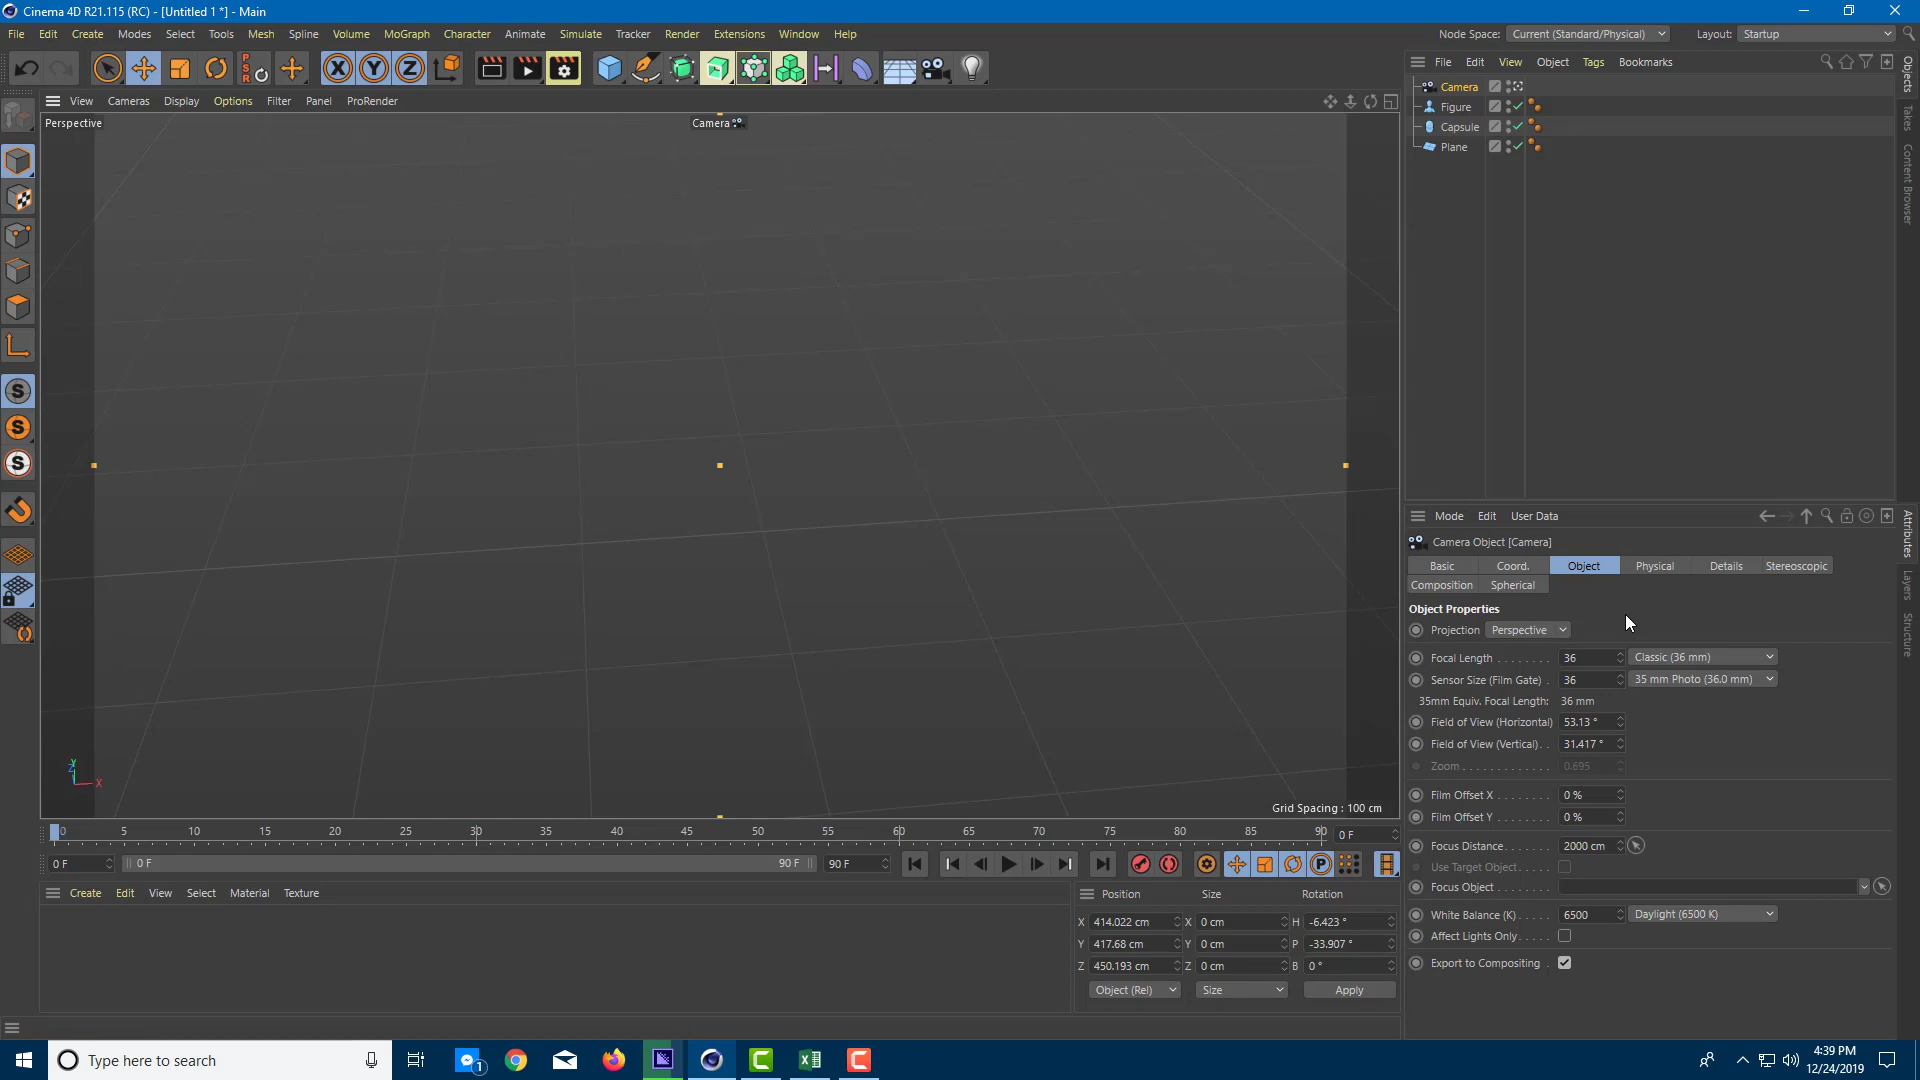 Cinema 4D R21.115 (RC) - [Untitled 1 *] - Main
File Edit Create Modes Select Tools Mesh Spline Volume MoGraph Character Animate Simulate Tracker Render Extensions Window Help
Node Space: Current (Standard/Physical) Layout: Startup
P S R X Y Z
File Edit View Object Tags Bookmarks
View Cameras Display Options Filter Panel ProRender
Perspective
Camera
Camera
Figure
Capsule
Plane
Objects
Takes
Content Browser
S
S
S
Y
Z
X
Grid Spacing : 100 cm
Mode Edit User Data
Camera Object [Camera]
Basic Coord. Object Physical Details Stereoscopic
Composition Spherical
Object Properties
Projection Perspective
Focal Length . . . . . . . . 36 Classic (36 mm)
Sensor Size (Film Gate) . 36 35 mm Photo (36.0 mm)
35mm Equiv. Focal Length: 36 mm
Field of View (Horizontal) 53.13 °
Field of View (Vertical) . . 31.417 °
Zoom . . . . . . . . . . . . . 0.695
Film Offset X . . . . . . . . 0 %
Film Offset Y . . . . . . . . 0 %
Focus Distance . . . . . . . 2000 cm
Use Target Object . . . .
Focus Object . . . . . . . .
White Balance (K) . . . . . 6500 Daylight (6500 K)
Affect Lights Only . . . . .
Export to Compositing .
Attributes
Layers
Structure
0 5 10 15 20 25 30 35 40 45 50 55 60 65 70 75 80 85 90 0 F
0 F 0 F 90 F 90 F
P
Create Edit View Select Material Texture
Position Size Rotation
X 414.022 cm X 0 cm H -6.423 °
Y 417.68 cm Y 0 cm P -33.907 °
Z 450.193 cm Z 0 cm B 0 °
Object (Rel) Size Apply
Type here to search
1
4:39 PM
12/24/2019